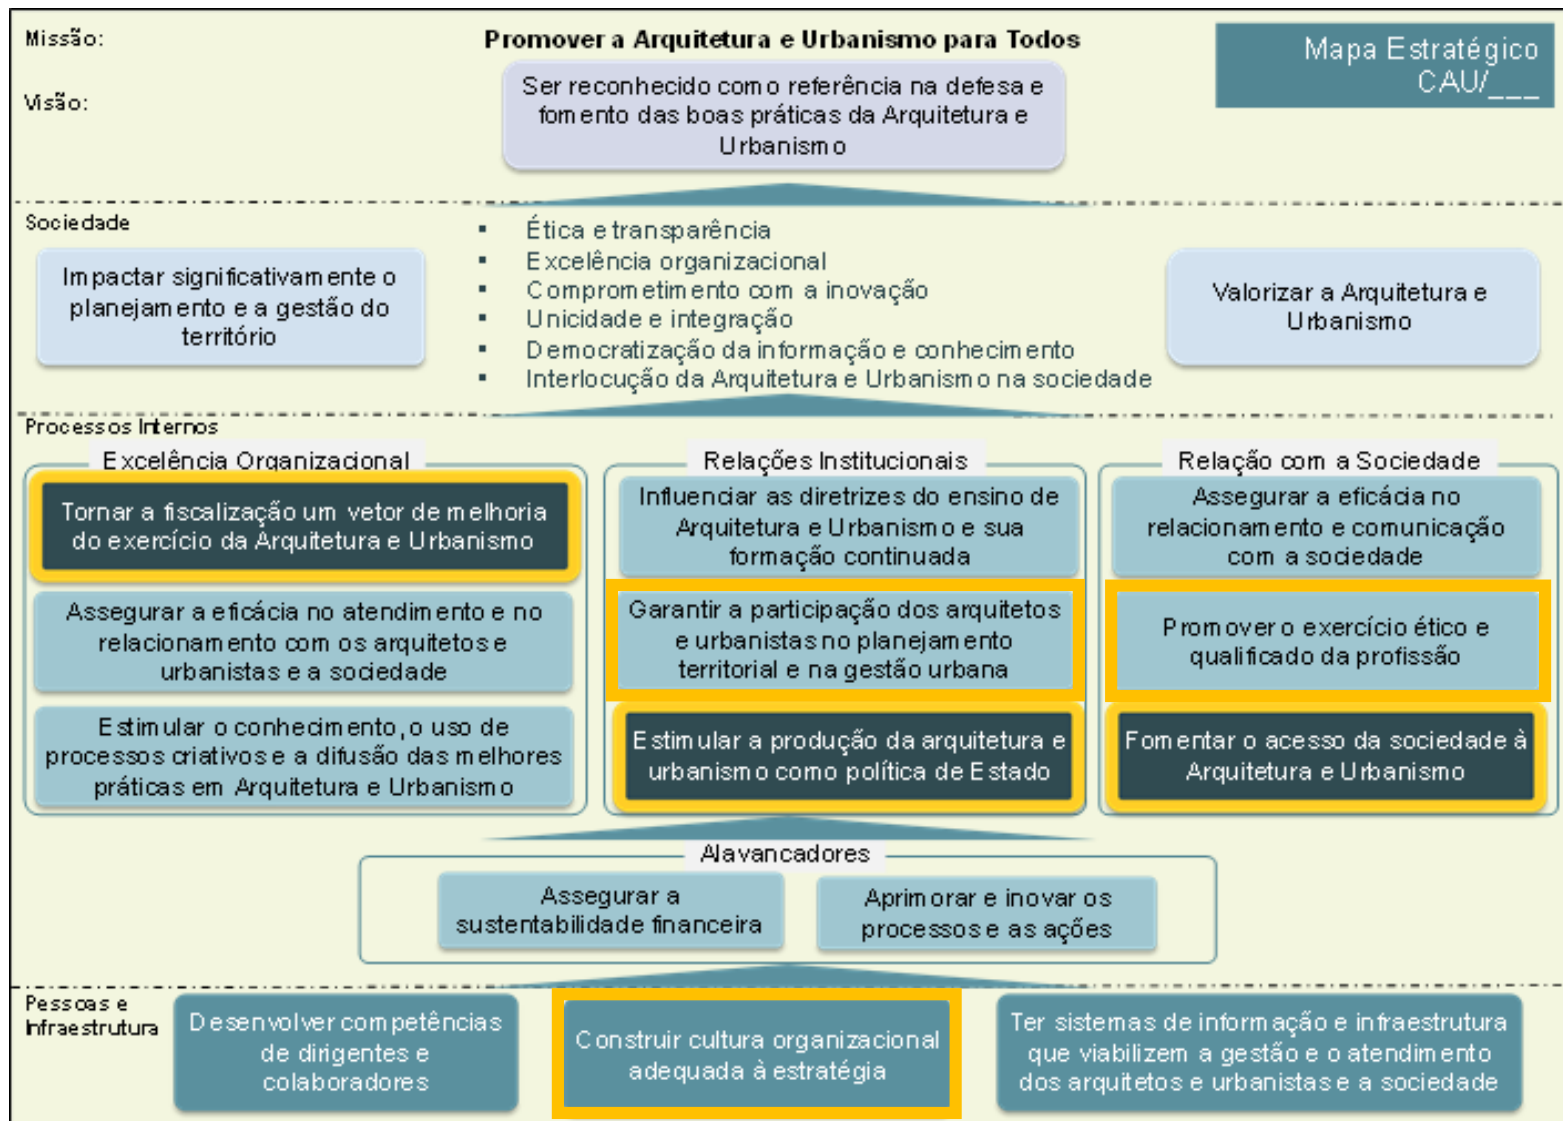 Missão:
Promover a Arquitetura e Urbanismo para Todos
Mapa Estratégico
CAU/___
Visão:
Ser reconhecido como referência na defesa e
fomento das boas práticas da Arquitetura e
Urbanismo
Sociedade
Impactar significativamente o
planejamento e a gestão do
território
▪ Ética e transparência
▪ Excelência organizacional
▪ Comprometimento com a inovação
▪ Unicidade e integração
▪ Democratização da informação e conhecimento
▪ Interlocução da Arquitetura e Urbanismo na sociedade
Valorizar a Arquitetura e
Urbanismo
Processos Internos
Excelência Organizacional
Tornar a fiscalização um vetor de melhoria
do exercício da Arquitetura e Urbanismo
Assegurar a eficácia no atendimento e no
relacionamento com os arquitetos e
urbanistas e a sociedade
Estimular o conhecimento, o uso de
processos criativos e a difusão das melhores
práticas em Arquitetura e Urbanismo
Relações Institucionais
Influenciar as diretrizes do ensino de
Arquitetura e Urbanismo e sua
formação continuada
Garantir a participação dos arquitetos
e urbanistas no planejamento
territorial e na gestão urbana
Estimular a produção da arquitetura e
urbanismo como política de Estado
Relação com a Sociedade
Assegurar a eficácia no
relacionamento e comunicação
com a sociedade
Promover o exercício ético e
qualificado da profissão
Fomentar o acesso da sociedade à
Arquitetura e Urbanismo
Alavancadores
Assegurar a
sustentabilidade financeira
Aprimorar e inovar os
processos e as ações
Pessoas e
Infraestrutura
Desenvolver competências
de dirigentes e
colaboradores
Construir cultura organizacional
adequada à estratégia
Ter sistemas de informação e infraestrutura
que viabilizem a gestão e o atendimento
dos arquitetos e urbanistas e a sociedade